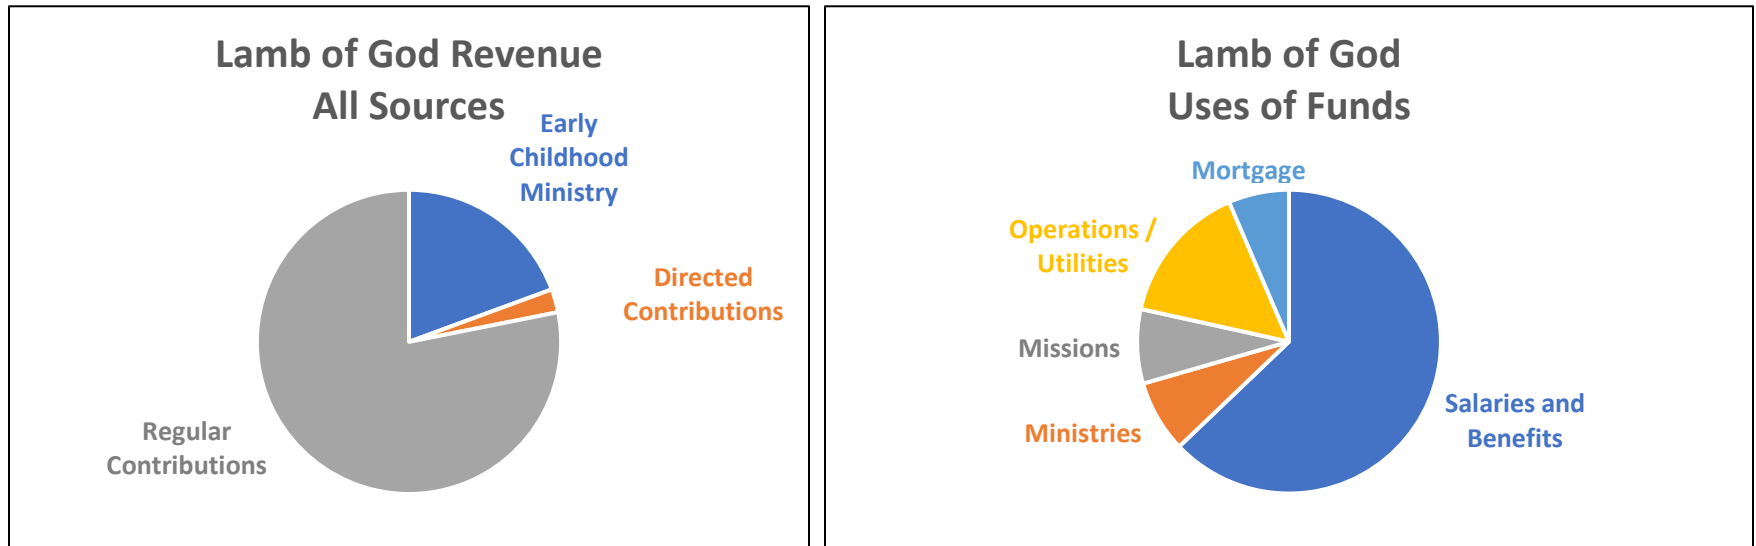 Lamb of God Revenue
All Sources
Early
Childhood
Ministry
Directed
Contributions
Regular
Contributions
Lamb of God
Uses of Funds
Mortgage
Operations /
Utilities
Missions
Ministries
Salaries and
Benefits